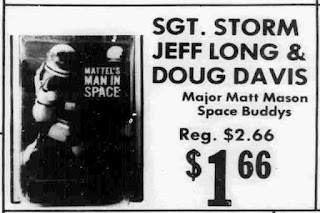 SGT. STORM
JEFF LONG &
DOUG DAVIS
Major Matt Mason
Space Buddys
Reg. $2.66
$1 66
MATTEL'S
MAN IN
SPACE